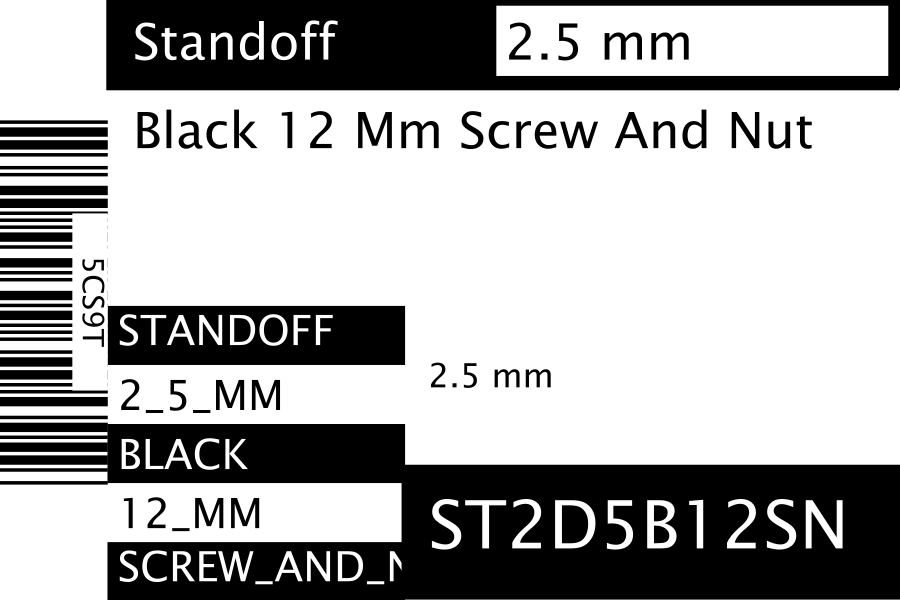 Standoff
2.5 mm
Black 12 Mm Screw And Nut
5CS9T
STANDOFF
2_5_MM
2.5 mm
BLACK
12_MM
SCREW_AND_N
ST2D5B12SN